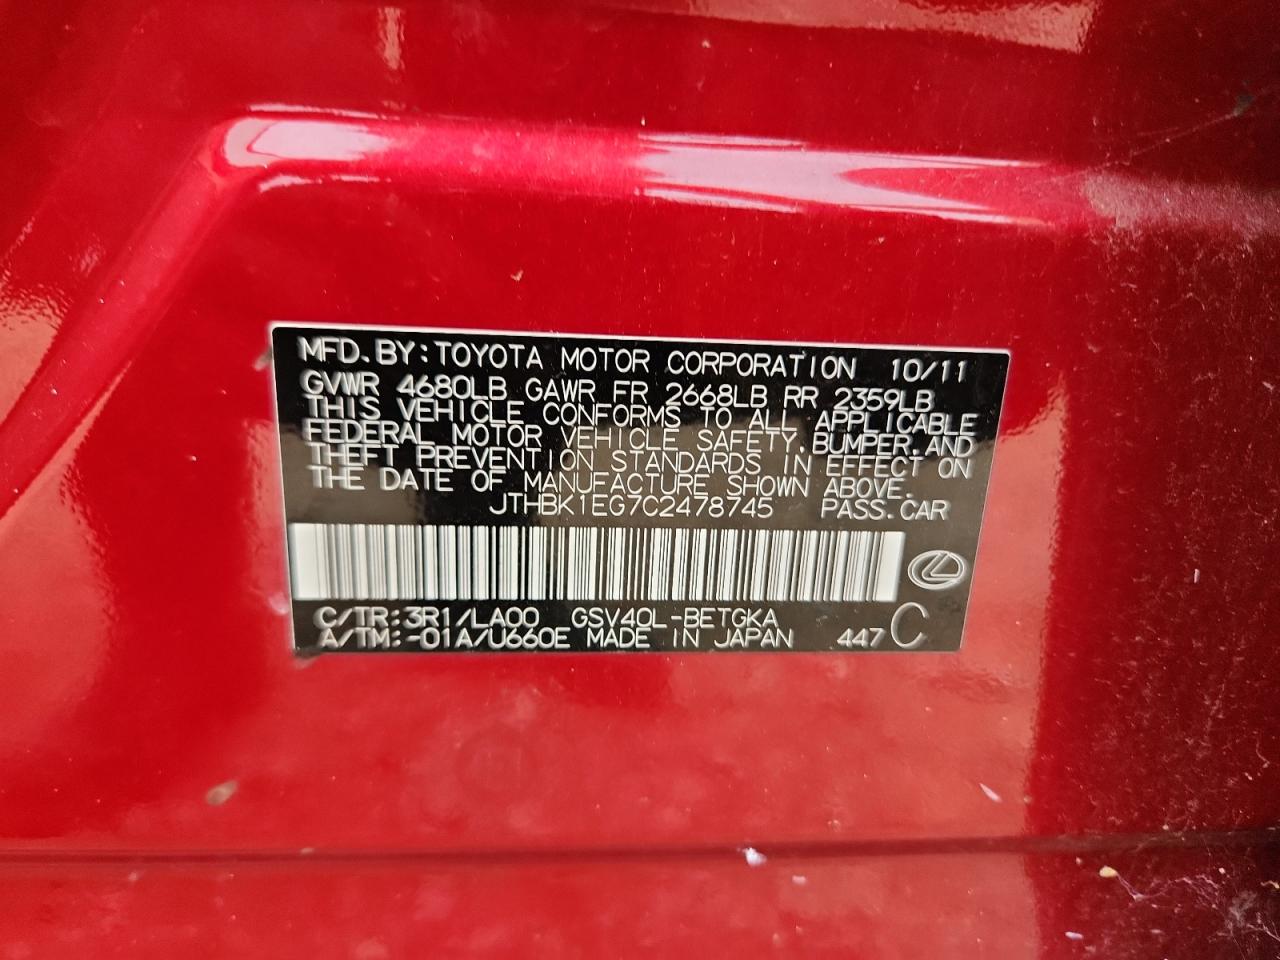 MFD. BY: TOYOTA MOTOR CORPORATION 10/11
GVWR 4680LB GAWR FR 2668LB RR 2359LB
THIS VEHICLE CONFORMS TO ALL APPLICABLE
FEDERAL MOTOR VEHICLE SAFETY, BUMPER, AND
THEFT PREVENTION STANDARDS IN EFFECT ON
THE DATE OF MANUFACTURE SHOWN ABOVE.
JTHBK1EG7C2478745 PASS. CAR
C/TR: 3R1/LA00 GSV40L-BETGKA
A/TM: -01A/U660E MADE IN JAPAN 447 C